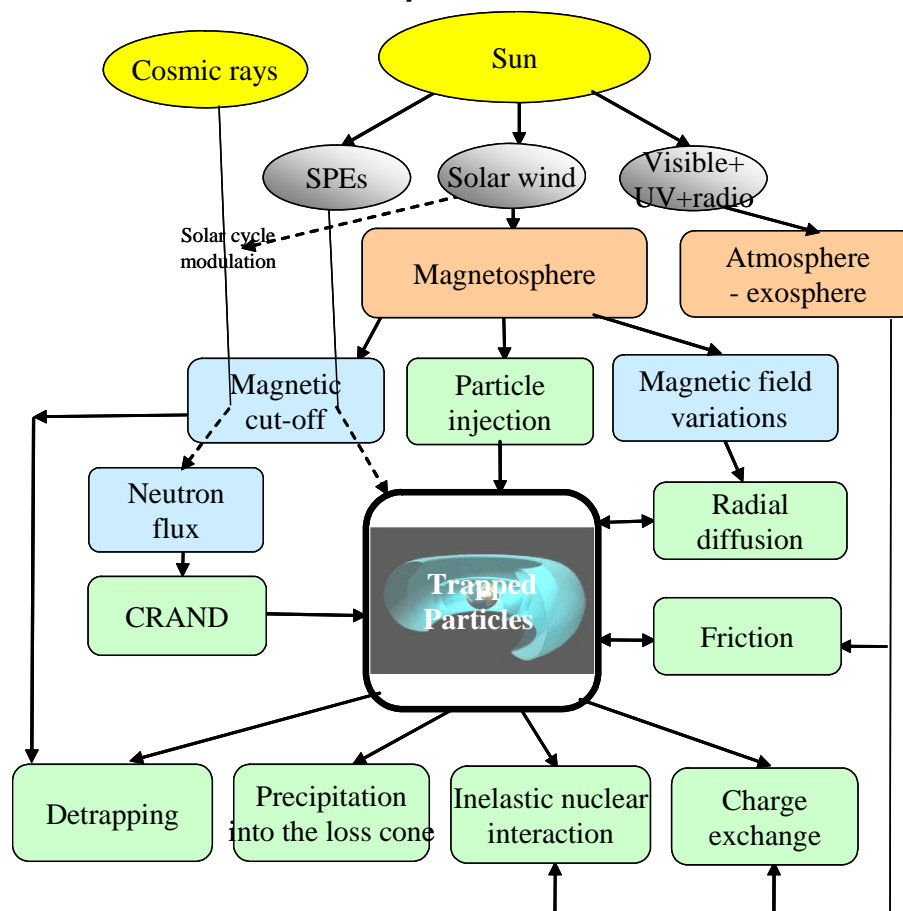 Cosmic rays
Sun
SPEs
Solar wind
Visible+
UV+radio
Solar cycle
modulation
Magnetosphere
Atmosphere
- exosphere
Magnetic
cut-off
Particle
injection
Magnetic field
variations
Neutron
flux
Radial
diffusion
CRAND
Trapped
Particles
Friction
Detrapping
Precipitation
into the loss cone
Inelastic nuclear
interaction
Charge
exchange